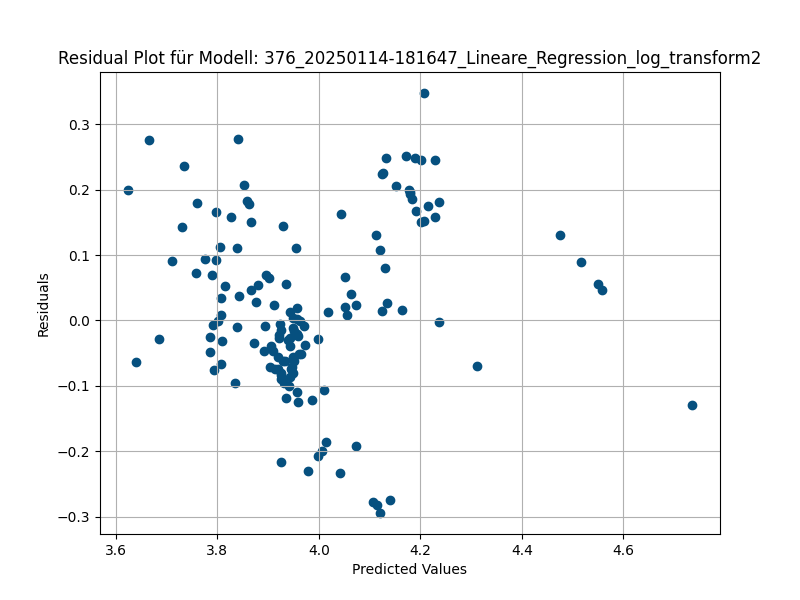 Residual Plot für Modell: 376_20250114-181647_Lineare_Regression_log_transform2
0.3
0.2
0.1
0.0
−0.1
−0.2
−0.3
Residuals
3.6 3.8 4.0 4.2 4.4 4.6
Predicted Values